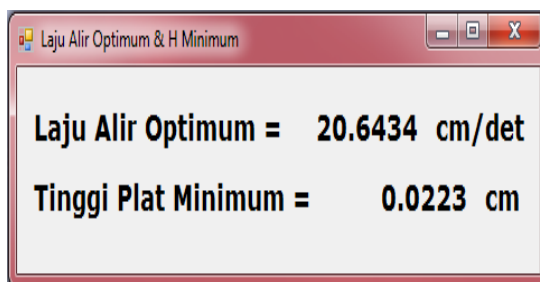 Laju Alir Optimum & H Minimum
Laju Alir Optimum = 20.6434 cm/det
Tinggi Plat Minimum = 0.0223 cm